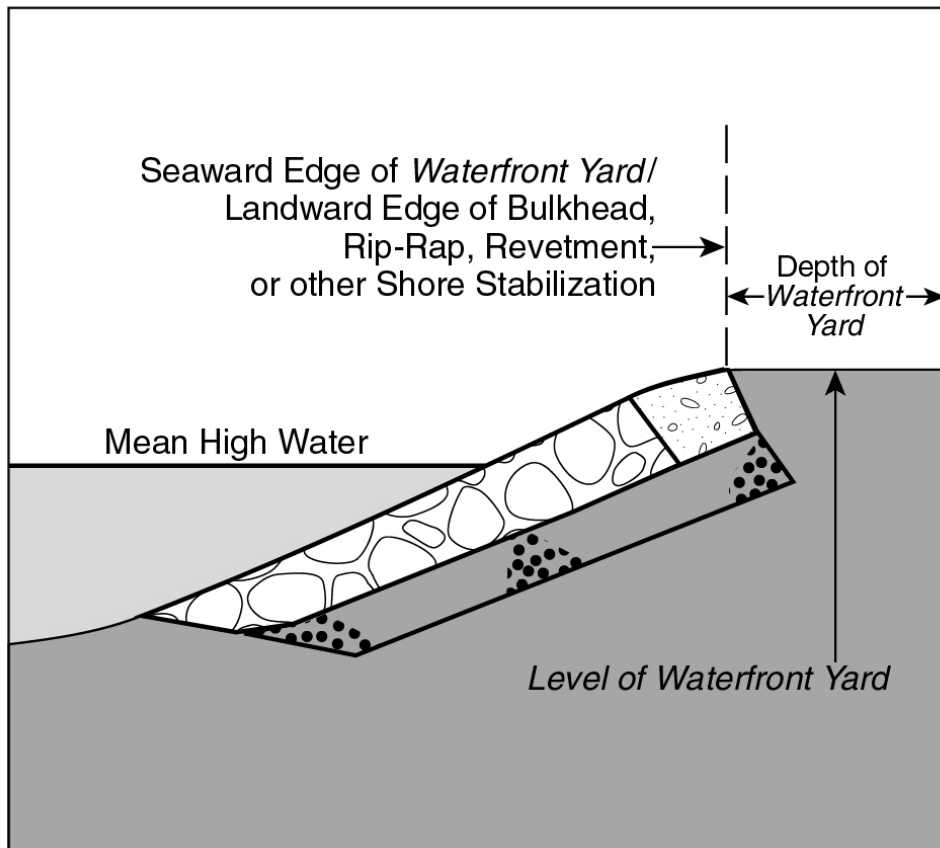 Seaward Edge of Waterfront Yard/
Landward Edge of Bulkhead,
Rip-Rap, Revetment,
or other Shore Stabilization
Depth of
Waterfront
Yard
Mean High Water
Level of Waterfront Yard